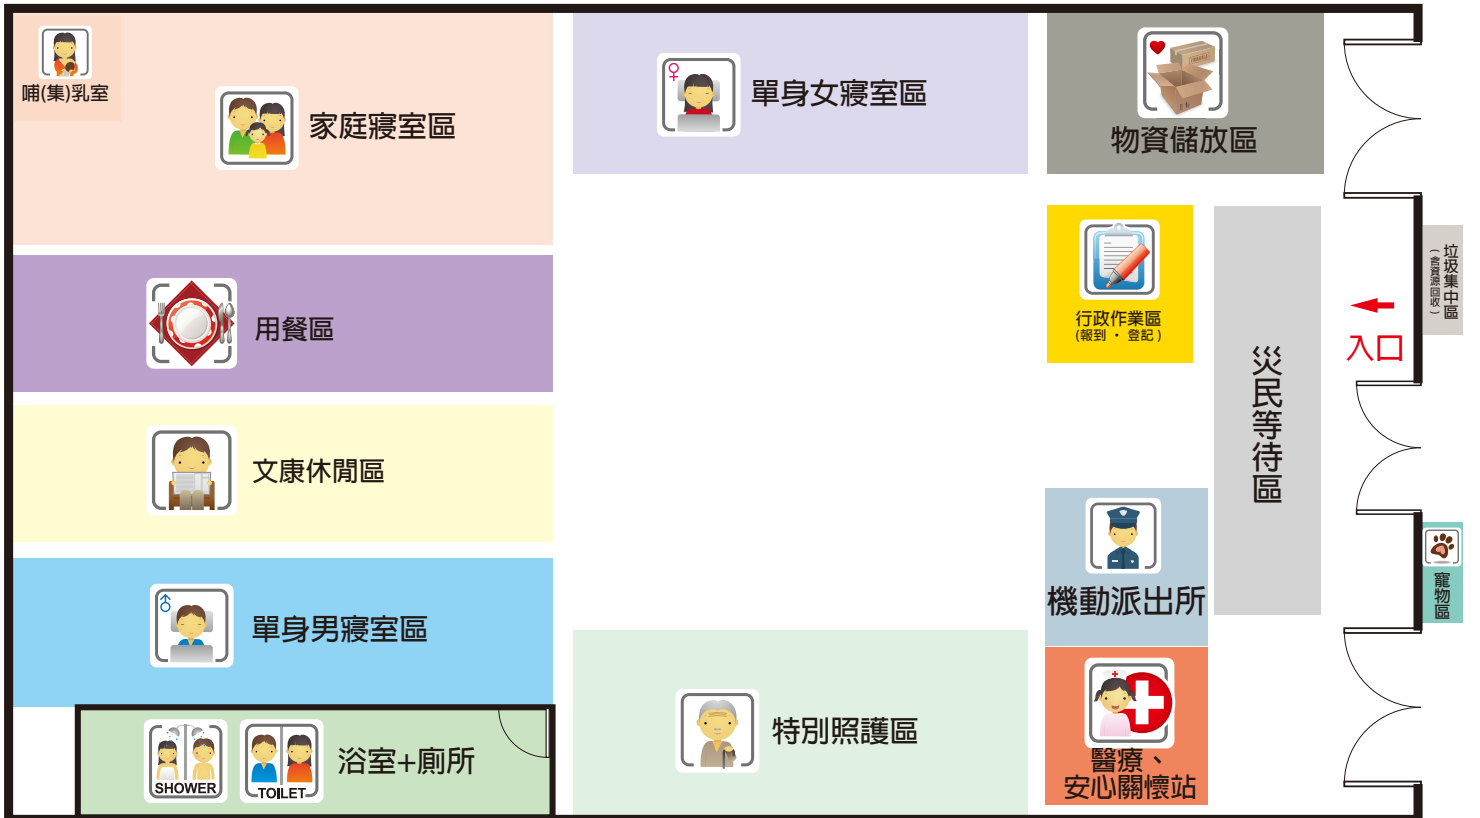 哺(集)乳室
家庭寢室區
單身女寢室區
物資儲放區
用餐區
行政作業區
(報到 ・ 登記)
災民等待區
入口
垃圾集中區
(含資源回收)
文康休閒區
機動派出所
寵物區
單身男寢室區
特別照護區
醫療、
安心關懷站
SHOWER
TOILET
浴室+廁所